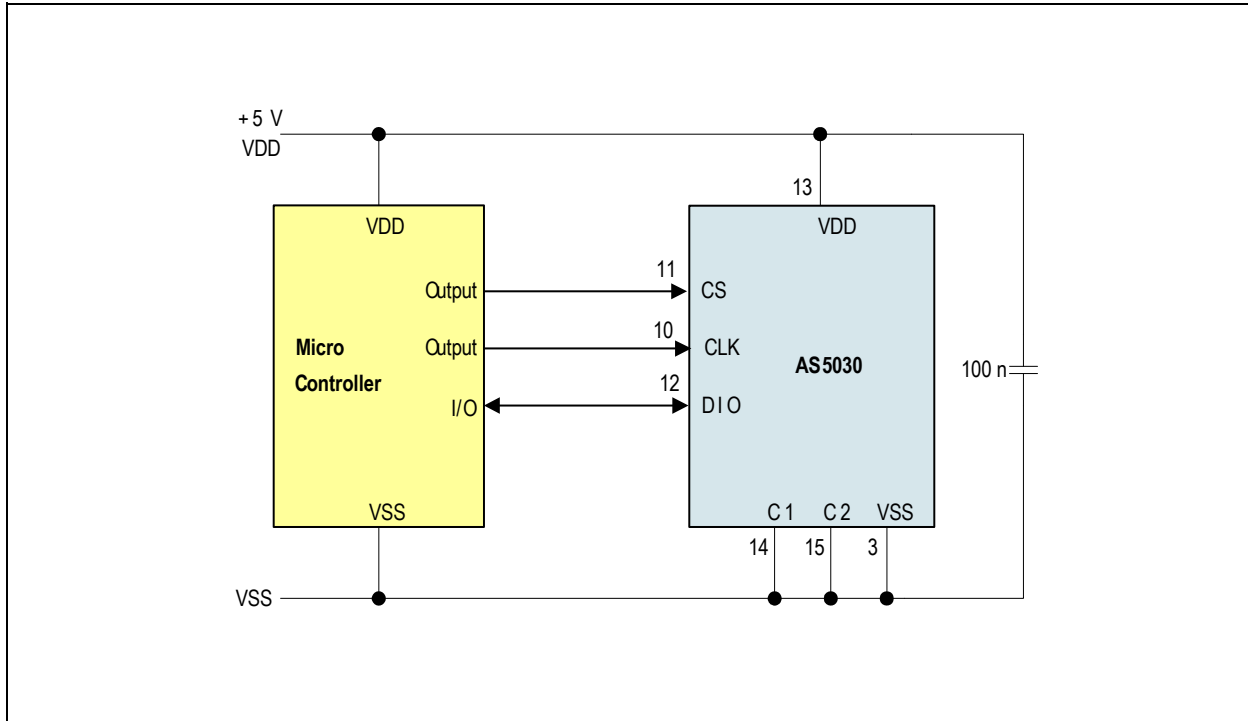 +5 V
VDD
13
VDD
VDD
11
Output
CS
10
Micro
Controller
Output
CLK
AS5030
100 n
12
I/O
DIO
VSS
C1
C2
VSS
14
15
3
VSS